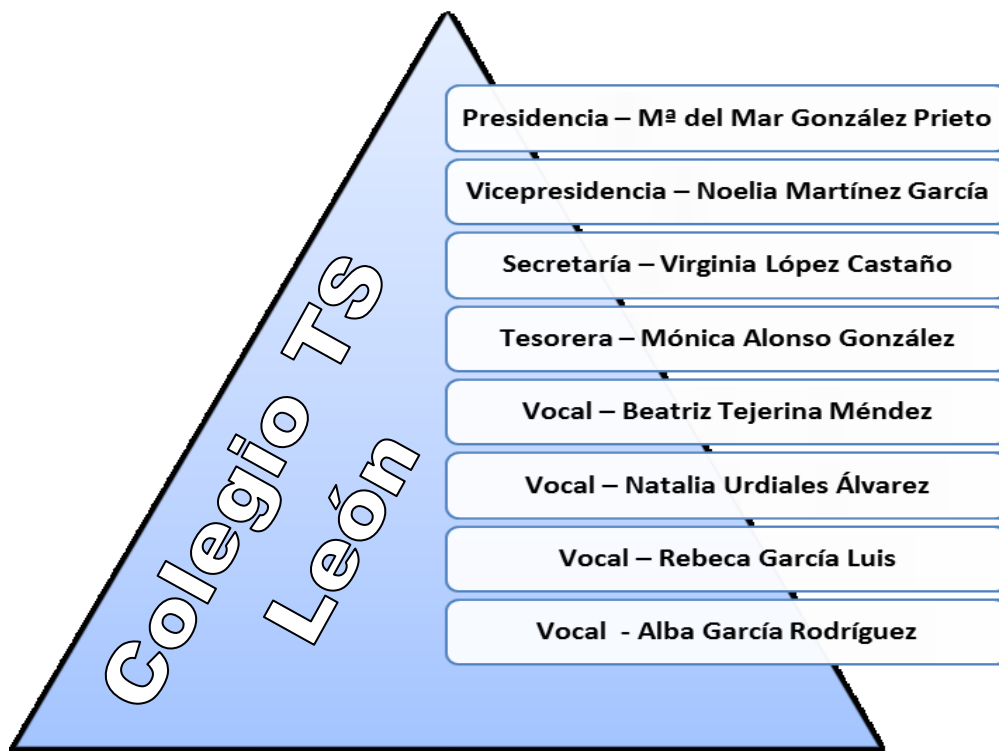 Presidencia – Mª del Mar González Prieto
Vicepresidencia – Noelia Martínez García
Secretaría – Virginia López Castaño
Tesorera – Mónica Alonso González
Vocal – Beatriz Tejerina Méndez
Vocal – Natalia Urdiales Álvarez
Vocal – Rebeca García Luis
Vocal - Alba García Rodríguez
Colegio TS
León